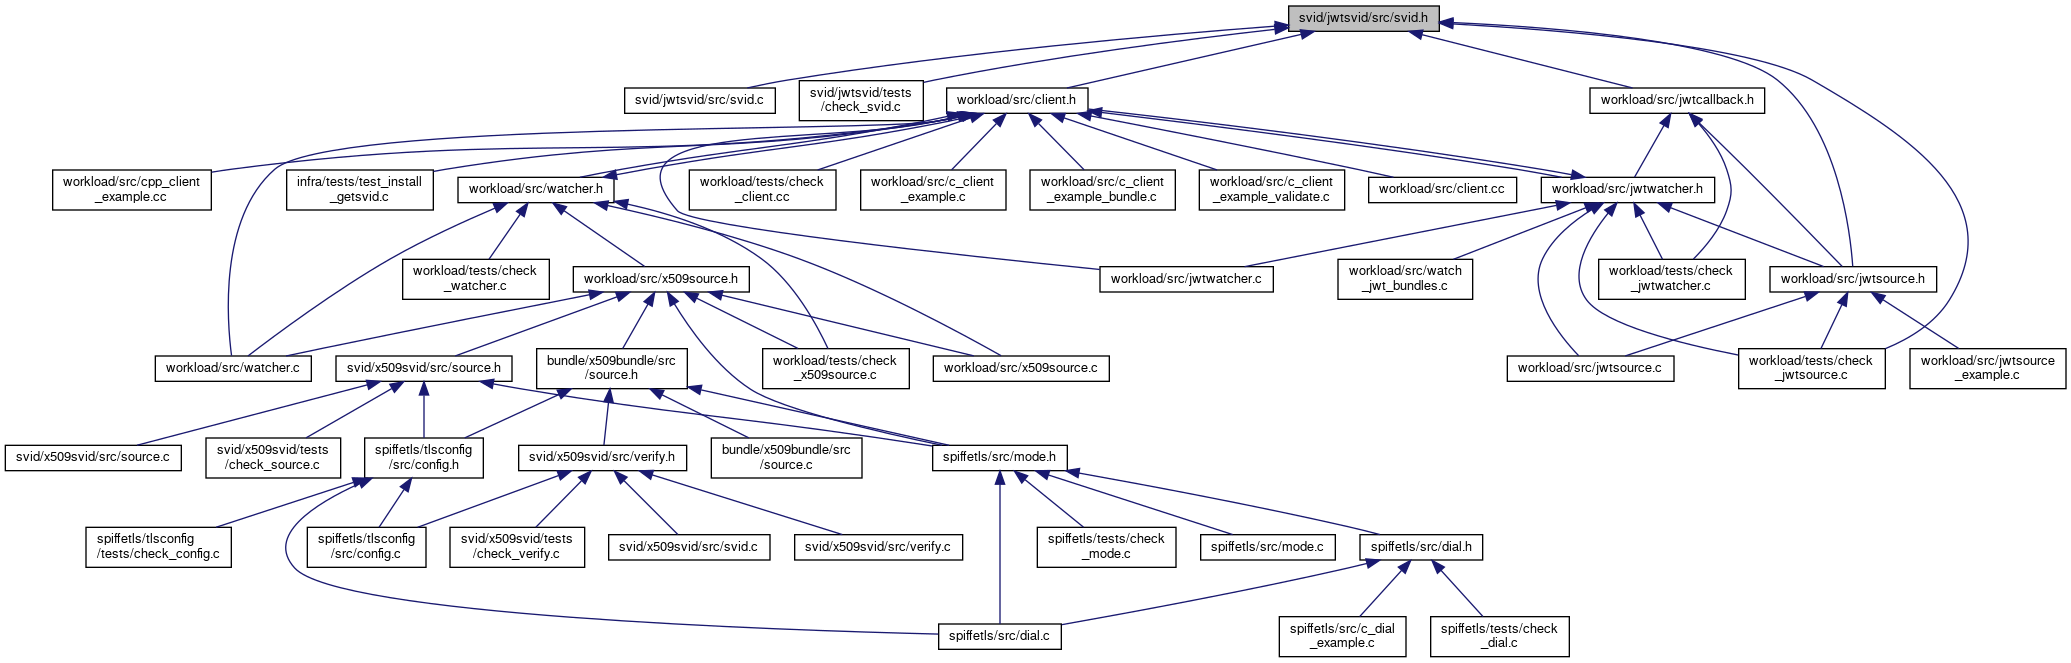 svid/jwtsvid/src/svid.h
svid/jwtsvid/src/svid.c
svid/jwtsvid/tests
/check_svid.c
workload/src/client.h
workload/src/jwtcallback.h
workload/src/cpp_client
_example.cc
infra/tests/test_install
_getsvid.c
workload/src/watcher.h
workload/tests/check
_client.cc
workload/src/c_client
_example.c
workload/src/c_client
_example_bundle.c
workload/src/c_client
_example_validate.c
workload/src/client.cc
workload/src/jwtwatcher.h
workload/tests/check
_watcher.c
workload/src/x509source.h
workload/src/jwtwatcher.c
workload/src/watch
_jwt_bundles.c
workload/tests/check
_jwtwatcher.c
workload/src/jwtsource.h
workload/src/watcher.c
svid/x509svid/src/source.h
bundle/x509bundle/src
/source.h
workload/tests/check
_x509source.c
workload/src/x509source.c
workload/src/jwtsource.c
workload/tests/check
_jwtsource.c
workload/src/jwtsource
_example.c
svid/x509svid/src/source.c
svid/x509svid/tests
/check_source.c
spiffetls/tlsconfig
/src/config.h
svid/x509svid/src/verify.h
bundle/x509bundle/src
/source.c
spiffetls/src/mode.h
spiffetls/tlsconfig
/tests/check_config.c
spiffetls/tlsconfig
/src/config.c
svid/x509svid/tests
/check_verify.c
svid/x509svid/src/svid.c
svid/x509svid/src/verify.c
spiffetls/tests/check
_mode.c
spiffetls/src/mode.c
spiffetls/src/dial.h
spiffetls/src/dial.c
spiffetls/src/c_dial
_example.c
spiffetls/tests/check
_dial.c